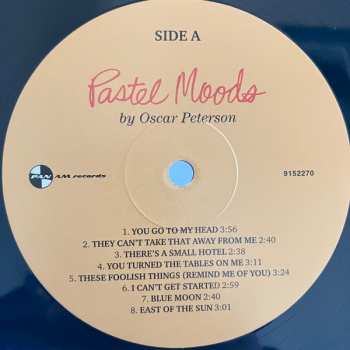 SIDE A
Pastel Moods
by Oscar Peterson
PAN AM records
9152270
1. YOU GO TO MY HEAD 3:56
2. THEY CAN'T TAKE THAT AWAY FROM ME 2:40
3. THERE'S A SMALL HOTEL 2:38
4. YOU TURNED THE TABLES ON ME 3:11
5. THESE FOOLISH THINGS (REMIND ME OF YOU) 3:24
6. I CAN'T GET STARTED 2:59
7. BLUE MOON 2:40
8. EAST OF THE SUN 3:01